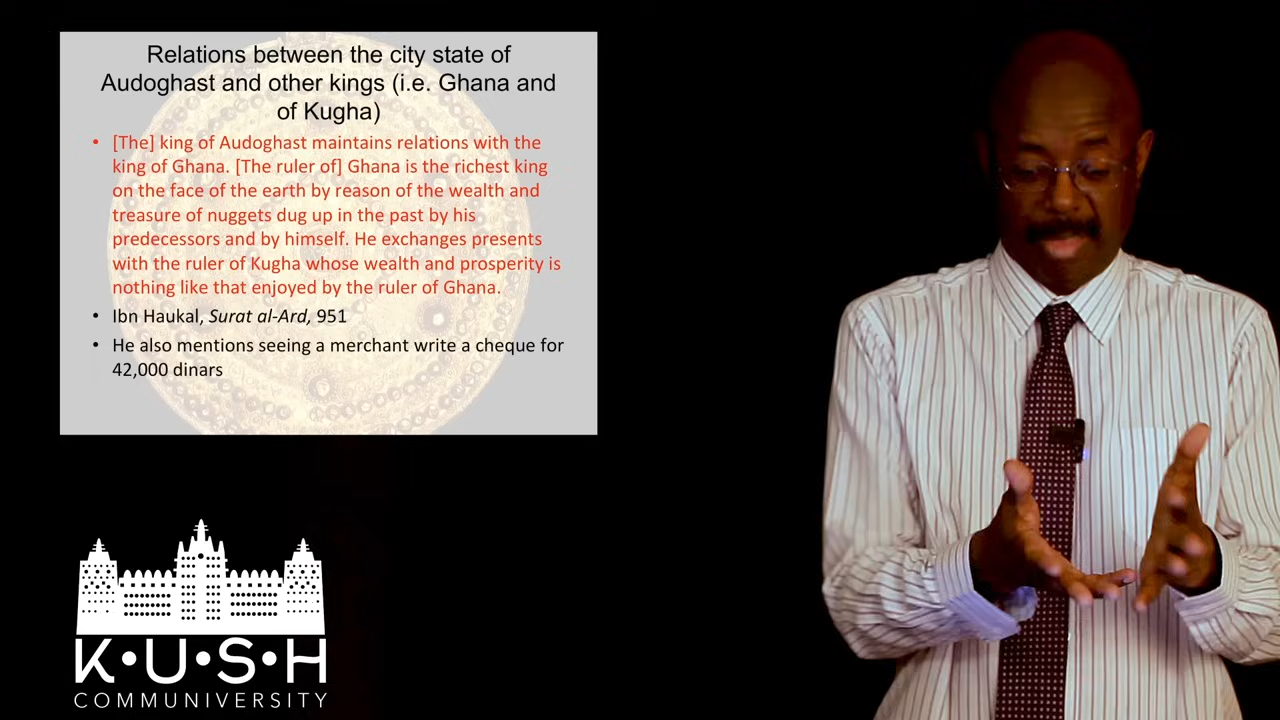 Relations between the city state of
Audoghast and other kings (i.e. Ghana and
of Kugha)
• [The] king of Audoghast maintains relations with the
king of Ghana. [The ruler of] Ghana is the richest king
on the face of the earth by reason of the wealth and
treasure of nuggets dug up in the past by his
predecessors and by himself. He exchanges presents
with the ruler of Kugha whose wealth and prosperity is
nothing like that enjoyed by the ruler of Ghana.
• Ibn Haukal, Surat al-Ard, 951
• He also mentions seeing a merchant write a cheque for
42,000 dinars
K•U•S•H
COMMUNIVERSITY